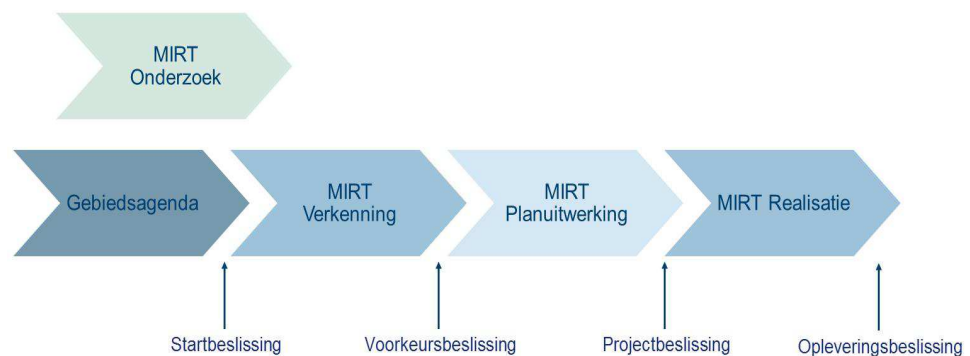 MIRT
Onderzoek
Gebiedsagenda
MIRT
Verkenning
MIRT
Planuitwerking
MIRT Realisatie
Startbeslissing
Voorkeursbeslissing
Projectbeslissing
Opleveringsbeslissing